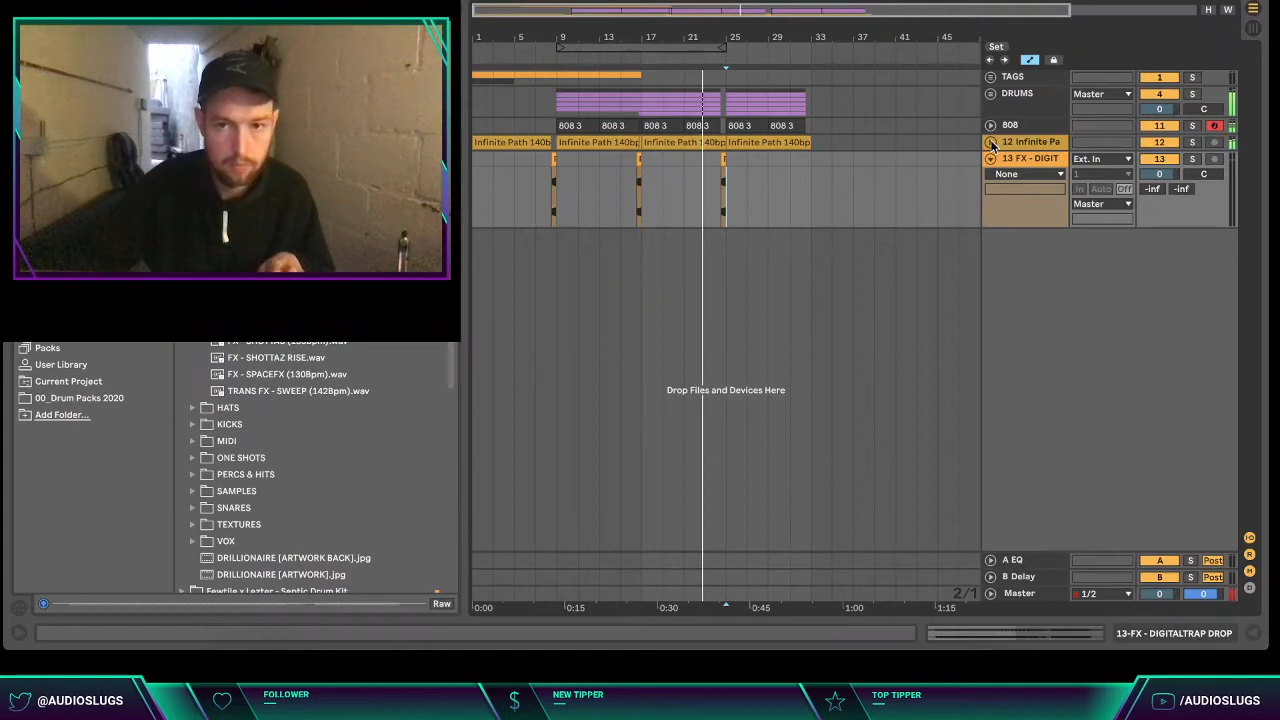 H W
1 5 9 13 17 21 25 29 33 37 41 45
Set
TAGS 1 S
DRUMS Master 4 S
0 C
808 3 808 3 808 3 808 3 808 3 808 3 808 11 S
Infinite Path 140b Infinite Path 140bp Infinite Path 140bp Infinite Path 140bp 12 Infinite Pa 12 S
13 FX - DIGIT Ext. In 13 S
None 1 0 C
In Auto Off -inf -inf
Master
Drop Files and Devices Here
Packs
User Library
Current Project
00_Drum Packs 2020
Add Folder...
FX - SHOTTAZ RISE.wav
FX - SPACEFX (130Bpm).wav
TRANS FX - SWEEP (142Bpm).wav
HATS
KICKS
MIDI
ONE SHOTS
PERCS & HITS
SAMPLES
SNARES
TEXTURES
VOX
DRILLIONAIRE [ARTWORK BACK].jpg
DRILLIONAIRE [ARTWORK].jpg
Fewtile x Lezter - Septic Drum Kit
Raw
A EQ A S Post
B Delay B S Post
2/1 Master 1/2 0 0
0:00 0:15 0:30 0:45 1:00 1:15
13-FX - DIGITALTRAP DROP
@AUDIOSLUGS FOLLOWER NEW TIPPER TOP TIPPER /AUDIOSLUGS